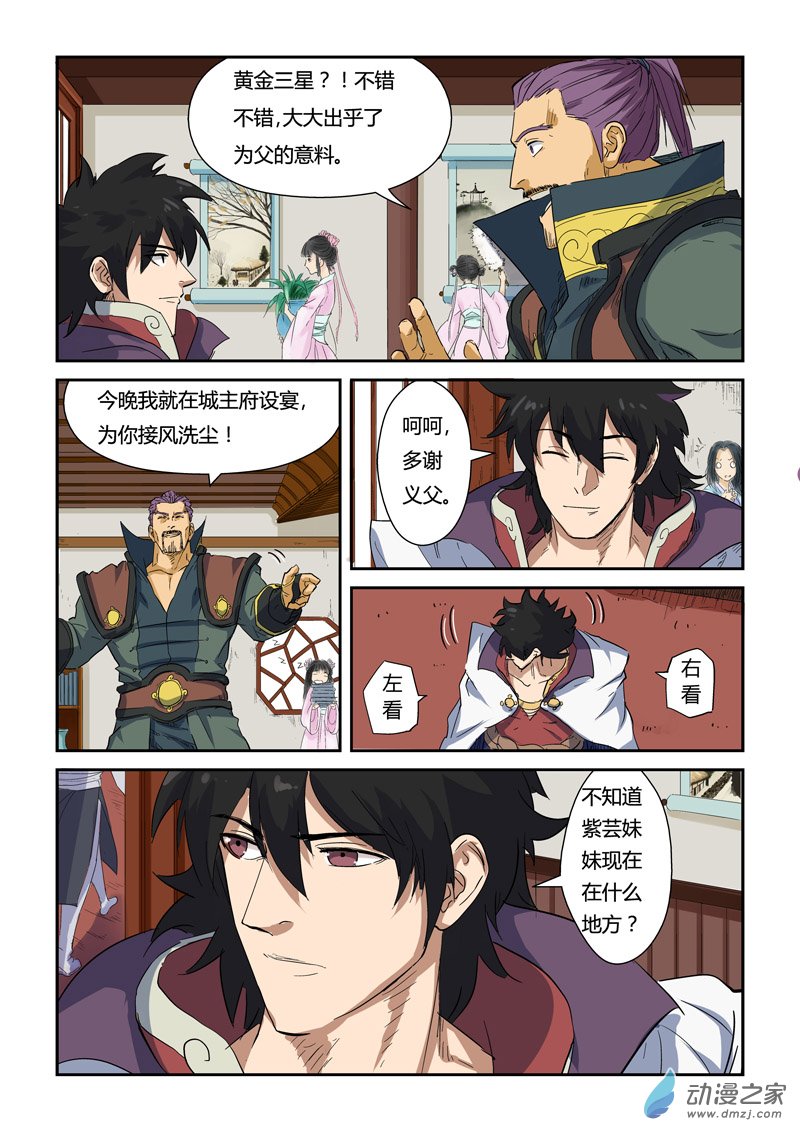 黄金三星？！不错
不错,大大出乎了
为父的意料。
今晚我就在城主府设宴，
为你接风洗尘！
呵呵，
多谢
义父。
左
看
右
看
不知道
紫芸妹
妹现在
在什么
地方？
动漫之家
www.dmzj.com